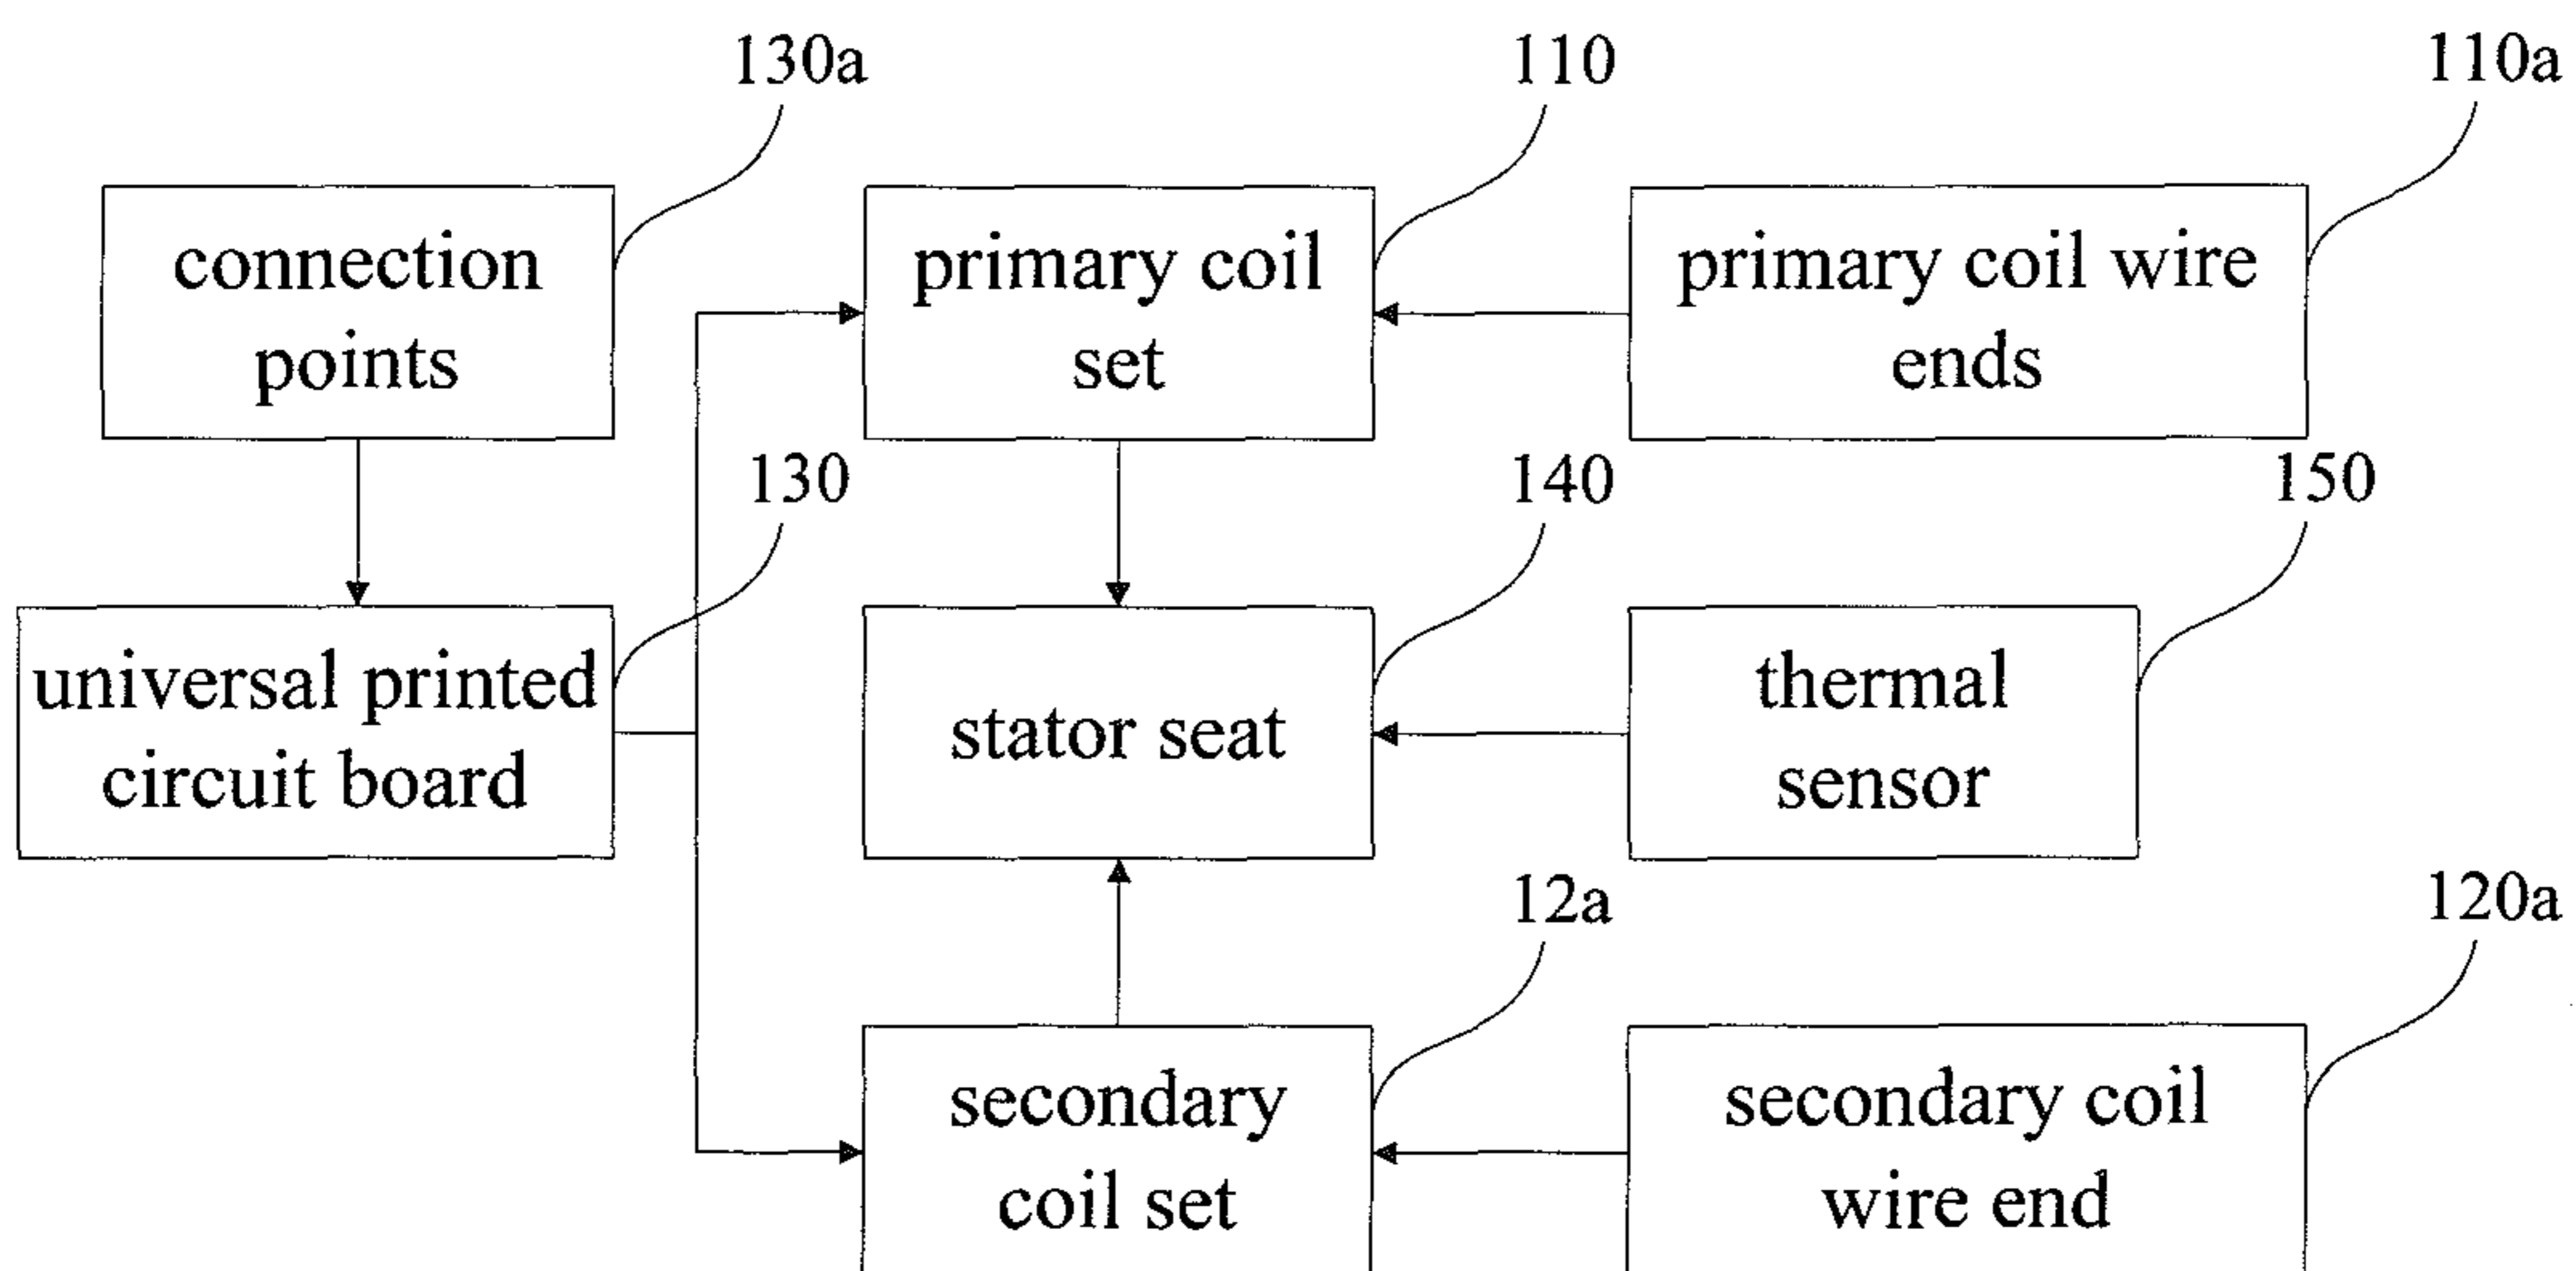 130a
110
110a
connection
points
primary coil
set
primary coil wire
ends
130
140
150
universal printed
circuit board
stator seat
thermal
sensor
12a
120a
secondary
coil set
secondary coil
wire end